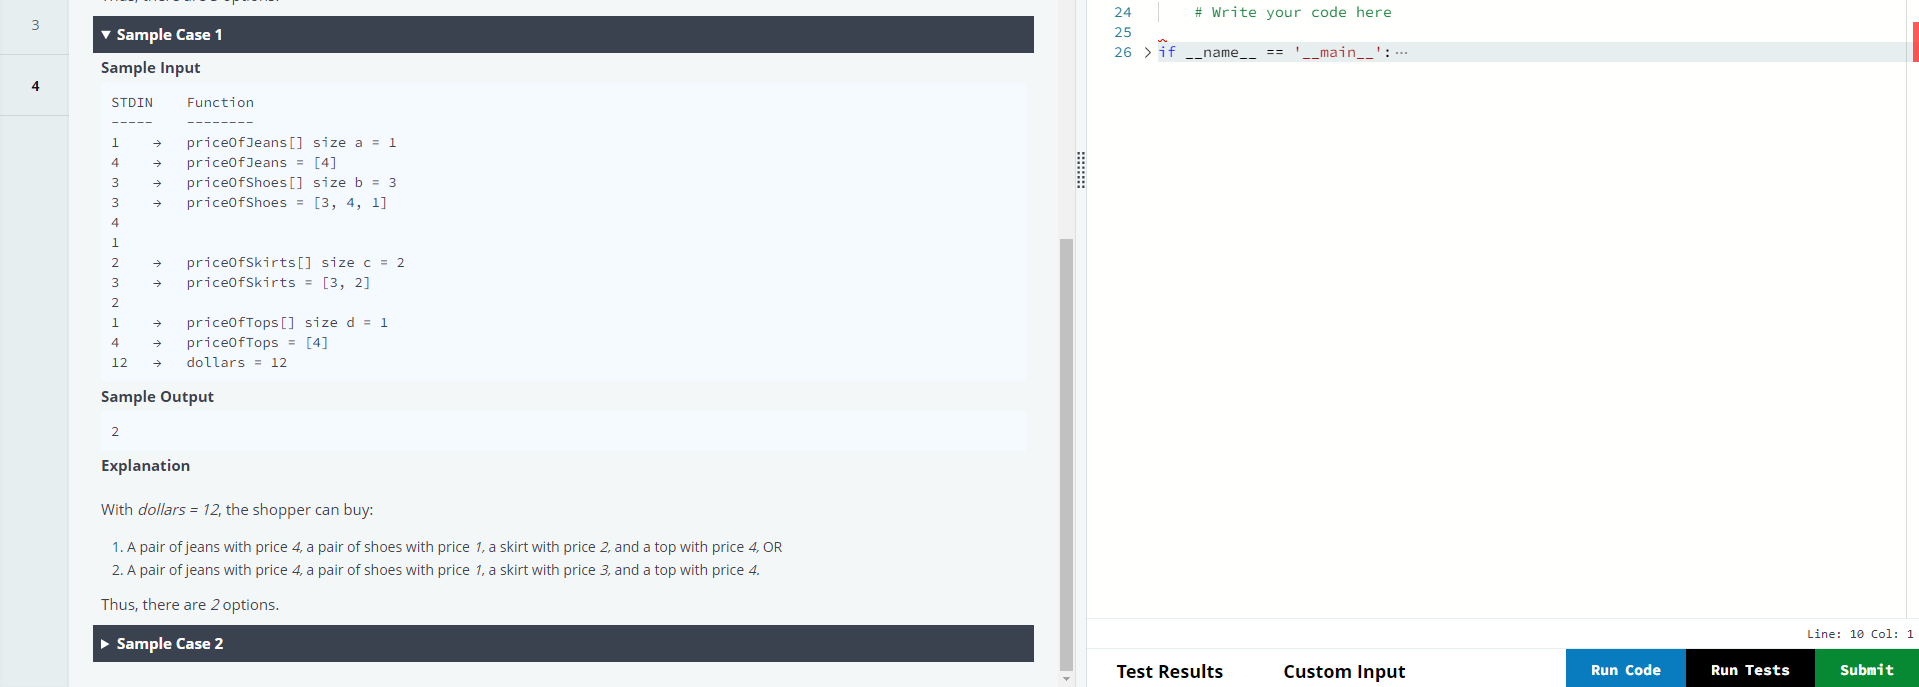 3
4
▼ Sample Case 1
Sample Input
STDIN    Function
-----    --------
1    →   priceOfJeans[] size a = 1
4    →   priceOfJeans = [4]
3    →   priceOfShoes[] size b = 3
3    →   priceOfShoes = [3, 4, 1]
4
1
2    →   priceOfSkirts[] size c = 2
3    →   priceOfSkirts = [3, 2]
2
1    →   priceOfTops[] size d = 1
4    →   priceOfTops = [4]
12   →   dollars = 12
Sample Output
2
Explanation
With dollars = 12, the shopper can buy:
1. A pair of jeans with price 4, a pair of shoes with price 1, a skirt with price 2, and a top with price 4, OR
2. A pair of jeans with price 4, a pair of shoes with price 1, a skirt with price 3, and a top with price 4.
Thus, there are 2 options.
▶ Sample Case 2
24    # Write your code here
25
26 > if __name__ == '__main__':···
Line: 10 Col: 1
Test Results    Custom Input    Run Code    Run Tests    Submit